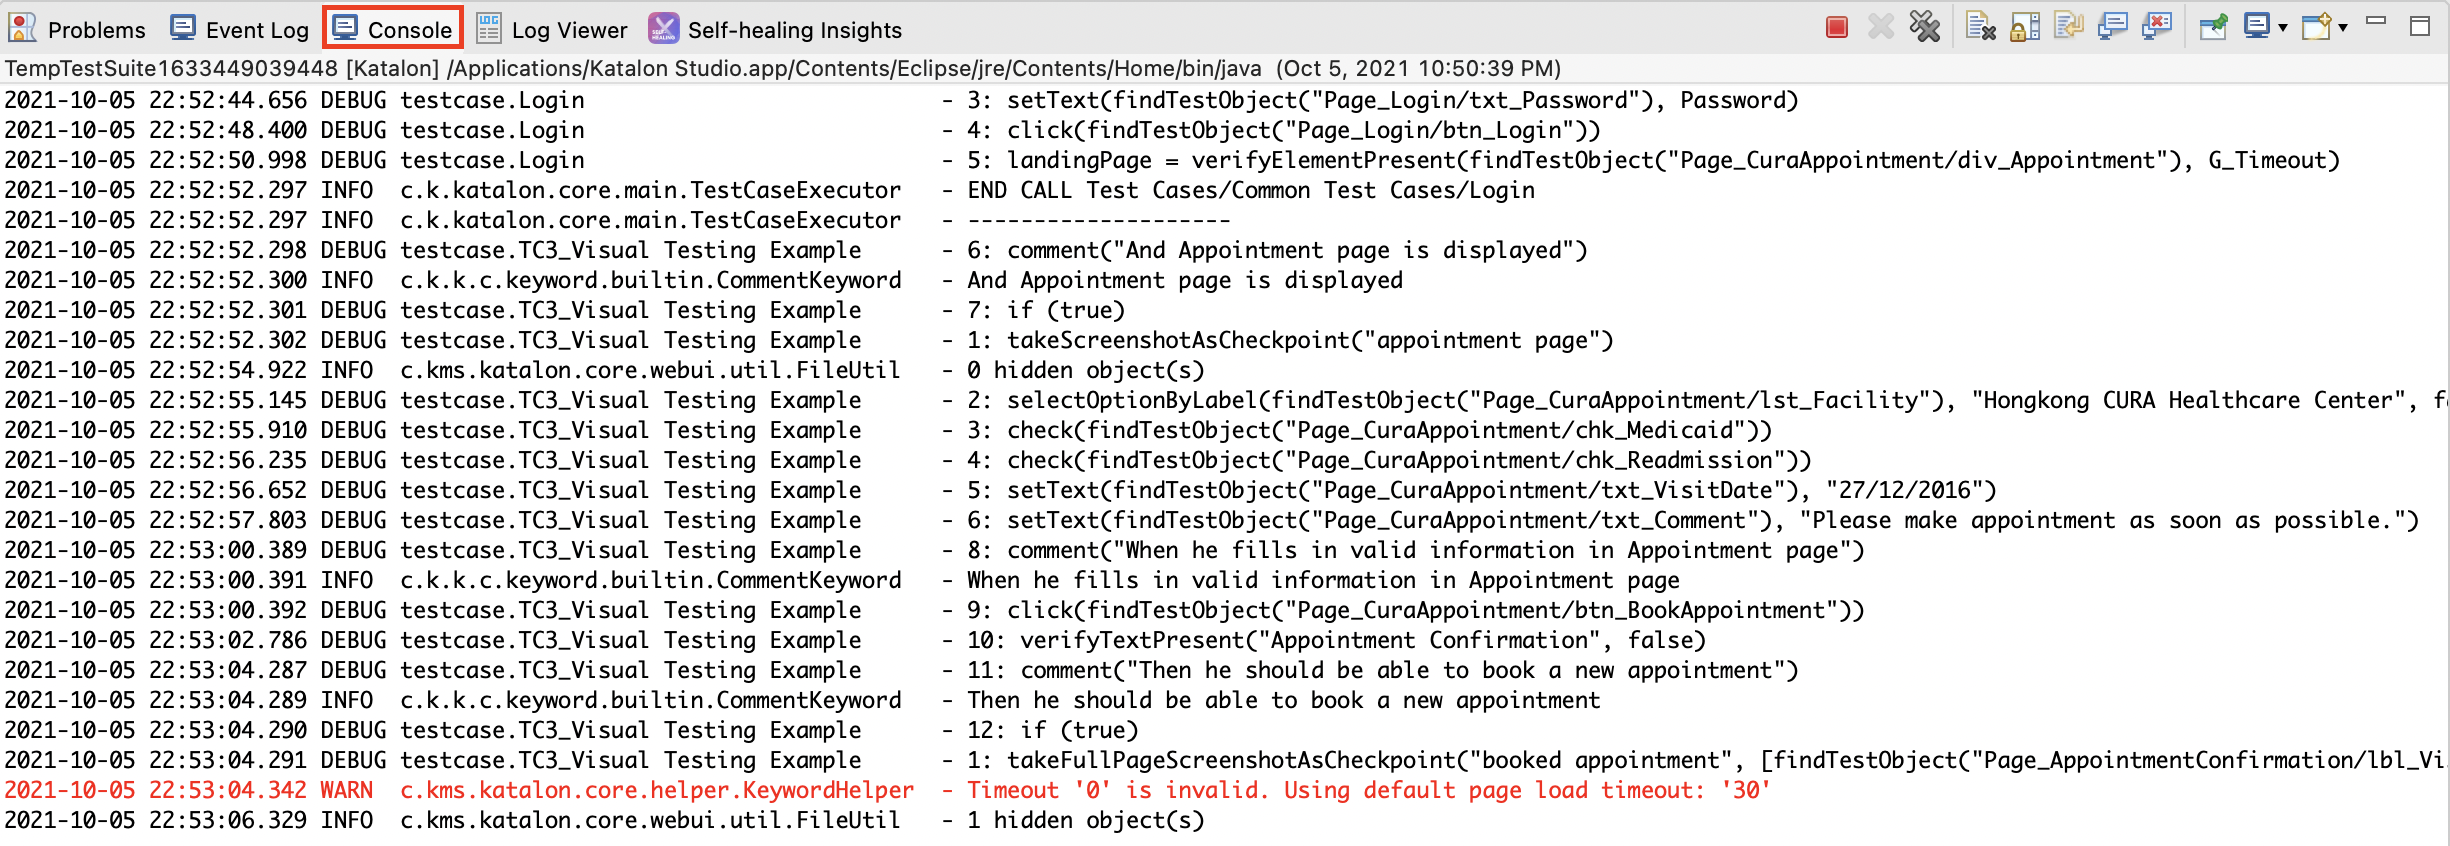 Problems Event Log Console Log Viewer Self-healing Insights
TempTestSuite1633449039448 [Katalon] /Applications/Katalon Studio.app/Contents/Eclipse/jre/Contents/Home/bin/java (Oct 5, 2021 10:50:39 PM)
2021-10-05 22:52:44.656 DEBUG testcase.Login - 3: setText(findTestObject("Page_Login/txt_Password"), Password)
2021-10-05 22:52:48.400 DEBUG testcase.Login - 4: click(findTestObject("Page_Login/btn_Login"))
2021-10-05 22:52:50.998 DEBUG testcase.Login - 5: landingPage = verifyElementPresent(findTestObject("Page_CuraAppointment/div_Appointment"), G_Timeout)
2021-10-05 22:52:52.297 INFO c.k.katalon.core.main.TestCaseExecutor - END CALL Test Cases/Common Test Cases/Login
2021-10-05 22:52:52.297 INFO c.k.katalon.core.main.TestCaseExecutor - --------------------
2021-10-05 22:52:52.298 DEBUG testcase.TC3_Visual Testing Example - 6: comment("And Appointment page is displayed")
2021-10-05 22:52:52.300 INFO c.k.k.c.keyword.builtin.CommentKeyword - And Appointment page is displayed
2021-10-05 22:52:52.301 DEBUG testcase.TC3_Visual Testing Example - 7: if (true)
2021-10-05 22:52:52.302 DEBUG testcase.TC3_Visual Testing Example - 1: takeScreenshotAsCheckpoint("appointment page")
2021-10-05 22:52:54.922 INFO c.kms.katalon.core.webui.util.FileUtil - 0 hidden object(s)
2021-10-05 22:52:55.145 DEBUG testcase.TC3_Visual Testing Example - 2: selectOptionByLabel(findTestObject("Page_CuraAppointment/lst_Facility"), "Hongkong CURA Healthcare Center",
2021-10-05 22:52:55.910 DEBUG testcase.TC3_Visual Testing Example - 3: check(findTestObject("Page_CuraAppointment/chk_Medicaid"))
2021-10-05 22:52:56.235 DEBUG testcase.TC3_Visual Testing Example - 4: check(findTestObject("Page_CuraAppointment/chk_Readmission"))
2021-10-05 22:52:56.652 DEBUG testcase.TC3_Visual Testing Example - 5: setText(findTestObject("Page_CuraAppointment/txt_VisitDate"), "27/12/2016")
2021-10-05 22:52:57.803 DEBUG testcase.TC3_Visual Testing Example - 6: setText(findTestObject("Page_CuraAppointment/txt_Comment"), "Please make appointment as soon as possible.")
2021-10-05 22:53:00.389 DEBUG testcase.TC3_Visual Testing Example - 8: comment("When he fills in valid information in Appointment page")
2021-10-05 22:53:00.391 INFO c.k.k.c.keyword.builtin.CommentKeyword - When he fills in valid information in Appointment page
2021-10-05 22:53:00.392 DEBUG testcase.TC3_Visual Testing Example - 9: click(findTestObject("Page_CuraAppointment/btn_BookAppointment"))
2021-10-05 22:53:02.786 DEBUG testcase.TC3_Visual Testing Example - 10: verifyTextPresent("Appointment Confirmation", false)
2021-10-05 22:53:04.287 DEBUG testcase.TC3_Visual Testing Example - 11: comment("Then he should be able to book a new appointment")
2021-10-05 22:53:04.289 INFO c.k.k.c.keyword.builtin.CommentKeyword - Then he should be able to book a new appointment
2021-10-05 22:53:04.290 DEBUG testcase.TC3_Visual Testing Example - 12: if (true)
2021-10-05 22:53:04.291 DEBUG testcase.TC3_Visual Testing Example - 1: takeFullPageScreenshotAsCheckpoint("booked appointment", [findTestObject("Page_AppointmentConfirmation/lbl_Vi
2021-10-05 22:53:04.342 WARN c.kms.katalon.core.helper.KeywordHelper - Timeout '0' is invalid. Using default page load timeout: '30'
2021-10-05 22:53:06.329 INFO c.kms.katalon.core.webui.util.FileUtil - 1 hidden object(s)